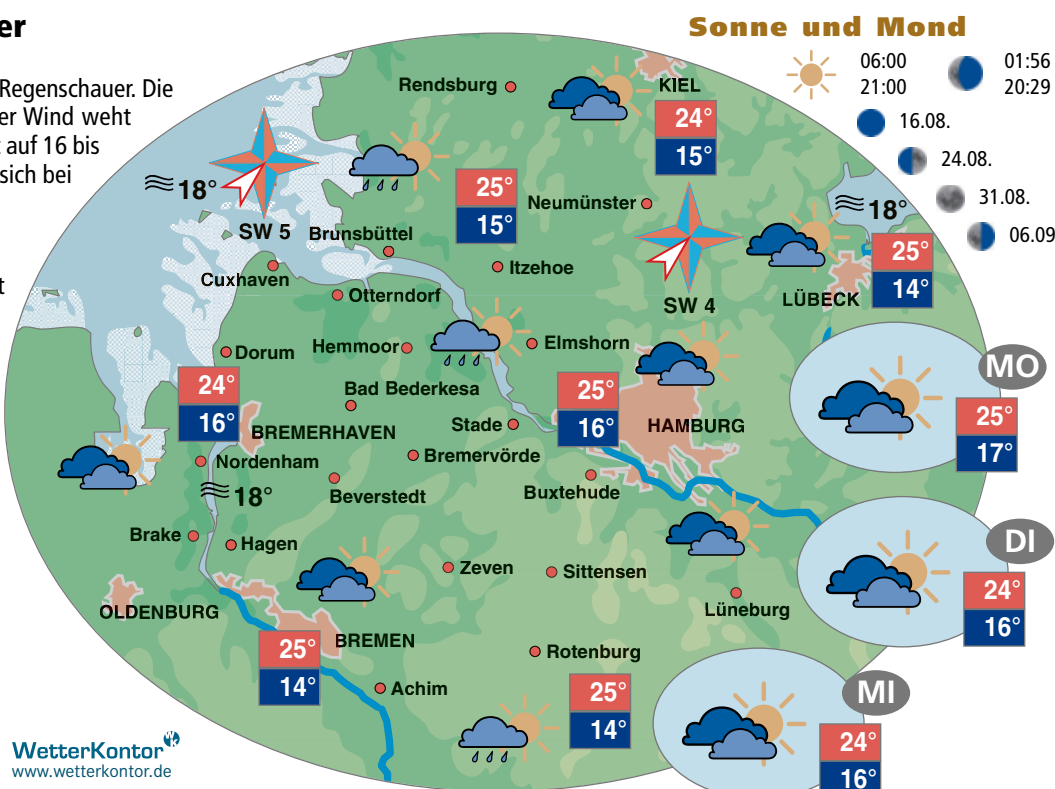 er
Regenschauer. Die
er Wind weht
auf 16 bis
sich bei
t
Sonne und Mond
06:00
21:00
01:56
20:29
16.08.
24.08.
31.08.
06.09
Rendsburg
KIEL
24°
15°
18°
SW 5
25°
15°
Neumünster
SW 4
18°
Brunsbüttel
Cuxhaven
Itzehoe
Otterndorf
LÜBECK
25°
14°
Dorum
Hemmoor
Elmshorn
24°
16°
Bad Bederkesa
BREMERHAVEN
Stade
25°
16°
HAMBURG
MO
25°
17°
Nordenham
Bremervörde
18°
Beverstedt
Buxtehude
Brake
Hagen
Zeven
Sittensen
Lüneburg
DI
24°
16°
OLDENBURG
BREMEN
25°
14°
Rotenburg
Achim
25°
14°
MI
24°
16°
WetterKontor
www.wetterkontor.de